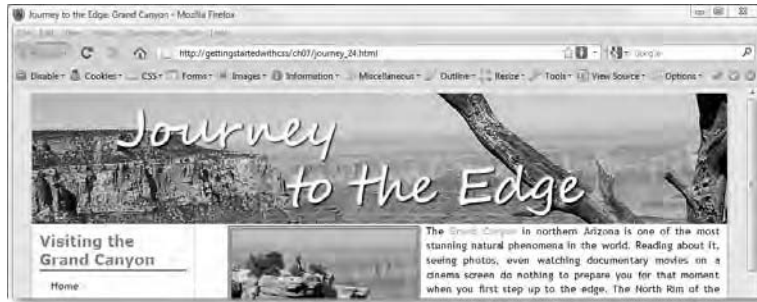 Journey to the Edge: Grand Canyon - Mozilla Firefox
http://gettingstartedwithcss/ch07/journey_24.html
Google
Disable Cookies CSS Forms Images Information Miscellaneous Outline Resize Tools View Source Options
Journey
to the Edge
Visiting the
Grand Canyon
Home
The Grand Canyon in northern Arizona is one of the most
stunning natural phenomena in the world. Reading about it,
seeing photos, even watching documentary movies on a
cinema screen do nothing to prepare you for that moment
when you first step up to the edge. The North Rim of the